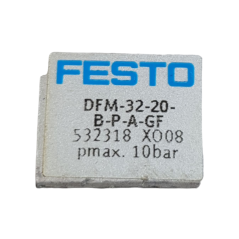 FESTO
DFM-32-20-
B-P-A-GF
532318 X008
pmax. 10bar